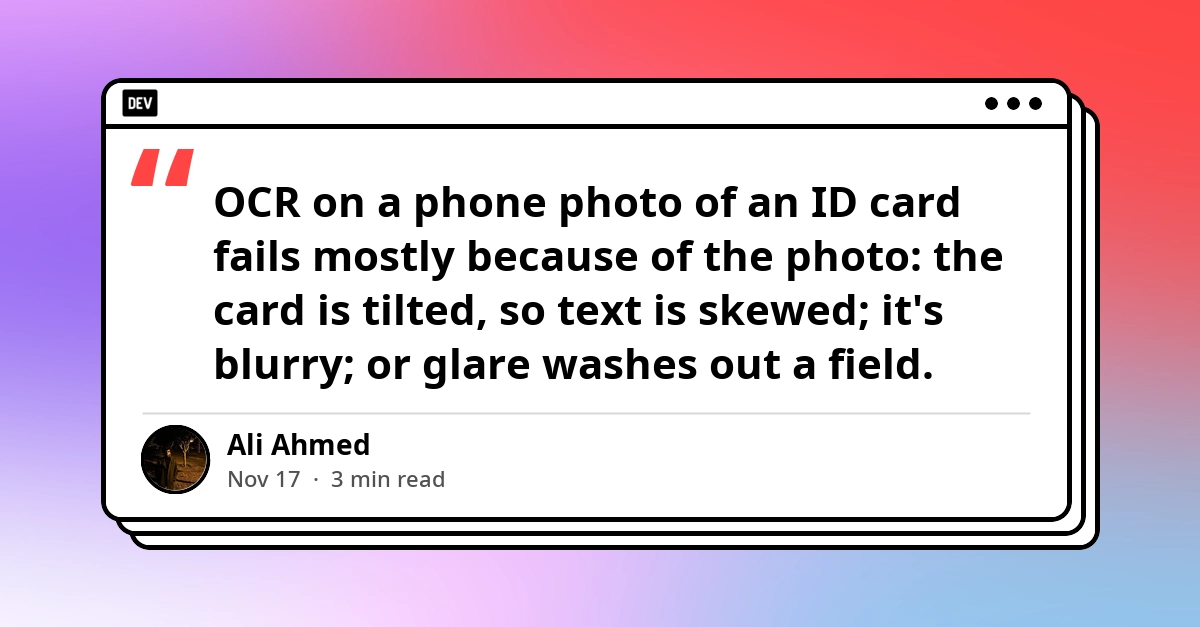 DEV
“
OCR on a phone photo of an ID card
fails mostly because of the photo: the
card is tilted, so text is skewed; it's
blurry; or glare washes out a field.
Ali Ahmed
Nov 17 · 3 min read